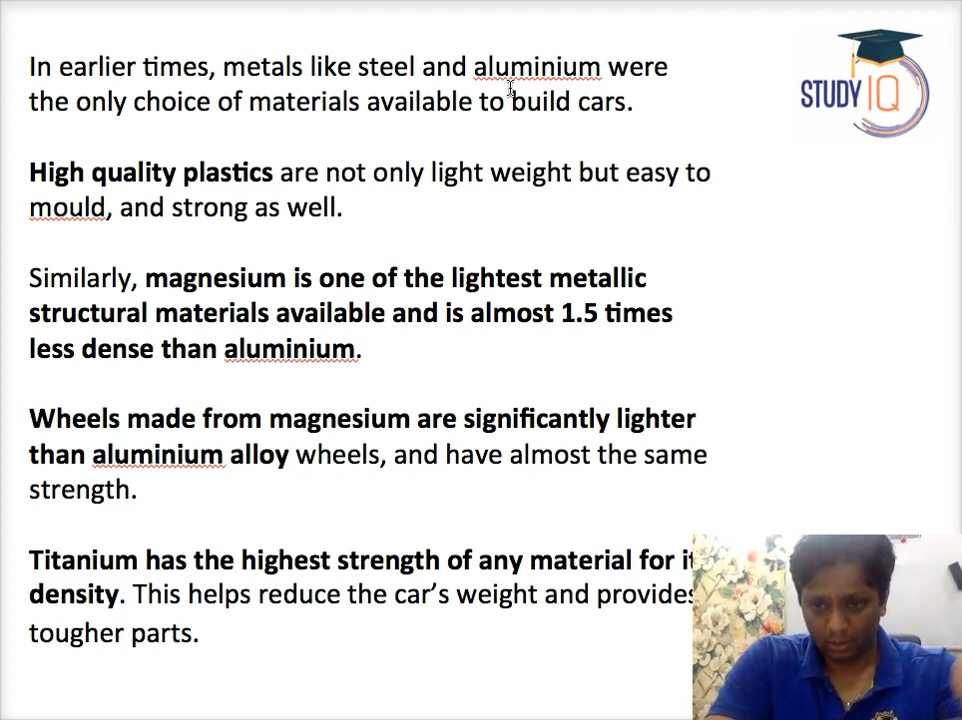 In earlier times, metals like steel and aluminium were
the only choice of materials available to build cars.
STUDY IQ
High quality plastics are not only light weight but easy to
mould, and strong as well.
Similarly, magnesium is one of the lightest metallic
structural materials available and is almost 1.5 times
less dense than aluminium.
Wheels made from magnesium are significantly lighter
than aluminium alloy wheels, and have almost the same
strength.
Titanium has the highest strength of any material for
density. This helps reduce the car’s weight and provides
tougher parts.